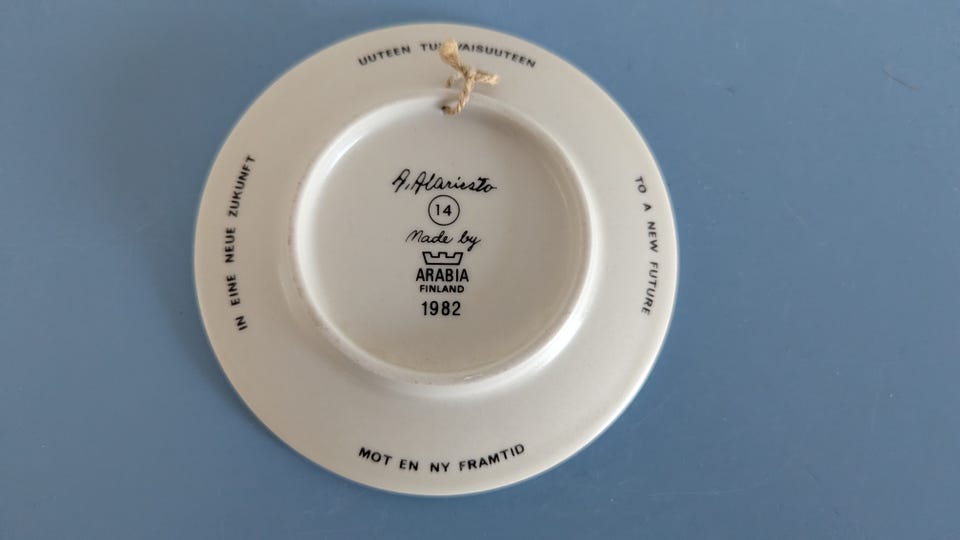 UUTEEN
A. Alariesto
14
Made by
ARABIA
FINLAND
1982
TO A NEW FUTURE
MOT EN NY FRAMTID
IN EINE NEUE ZUKUNFT